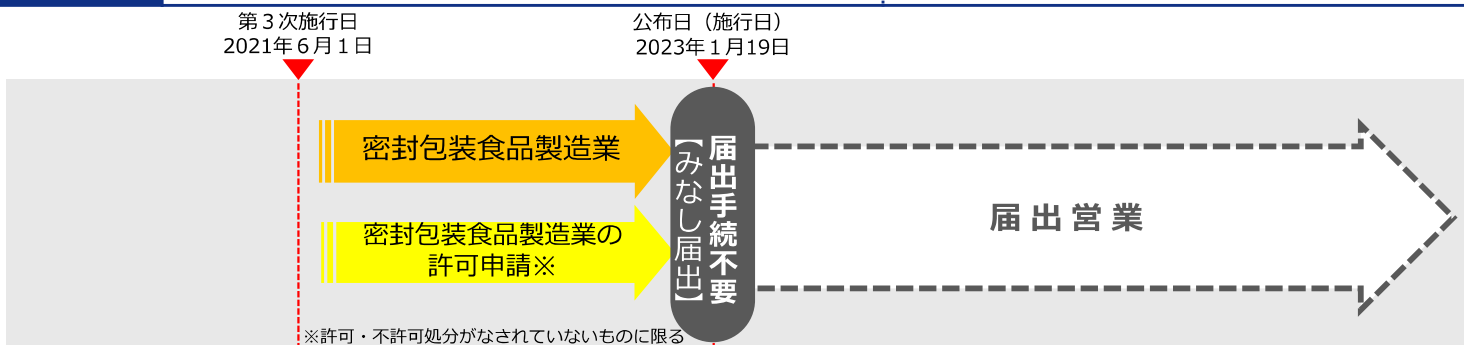 第３次施行日
2021年６月１日
公布日（施行日）
2023年１月19日
密封包装食品製造業
密封包装食品製造業の
許可申請※
届出手続不要
【みなし届出】
届出営業
※許可・不許可処分がなされていないものに限る